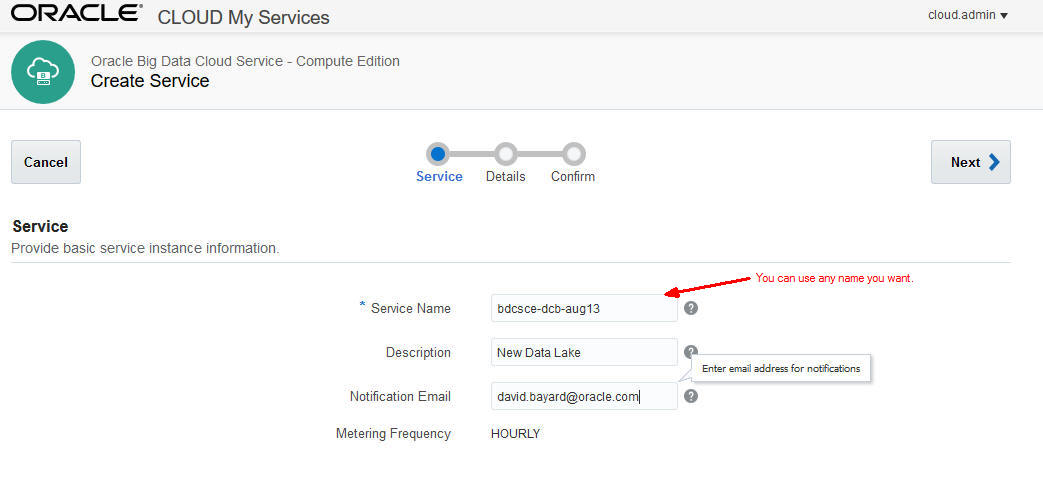 ORACLE® CLOUD My Services
cloud.admin
Oracle Big Data Cloud Service - Compute Edition
Create Service
Cancel
Service Details Confirm
Next
Service
Provide basic service instance information.
You can use any name you want.
* Service Name bdcsce-dcb-aug13 ?
Description New Data Lake ?
Enter email address for notifications
Notification Email david.bayard@oracle.com ?
Metering Frequency HOURLY